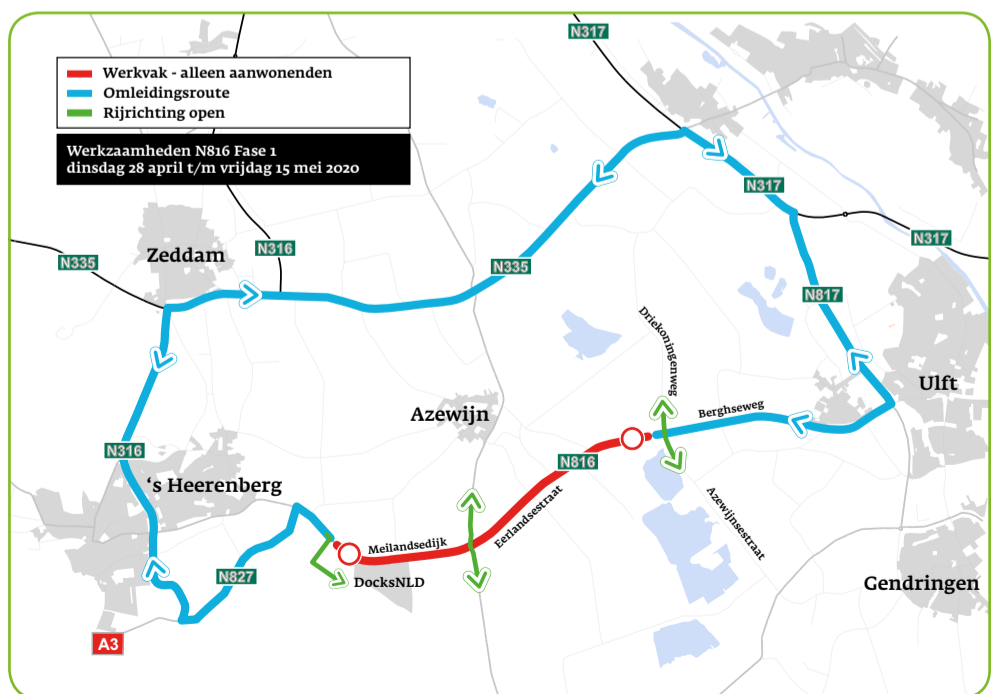 N317
Werkvak - alleen aanwonenden
Omleidingsroute
Rijrichting open
Werkzaamheden N816 Fase 1
dinsdag 28 april t/m vrijdag 15 mei 2020
N317
N317
N335
Zeddam
N316
N335
N817
Driekoningenweg
Ulft
Azewijn
Berghseweg
N316
N816
‘s Heerenberg
Eerlandsestraat
Azewijnsestraat
Meilandsedijk
N827
DocksNLD
Gendringen
A3